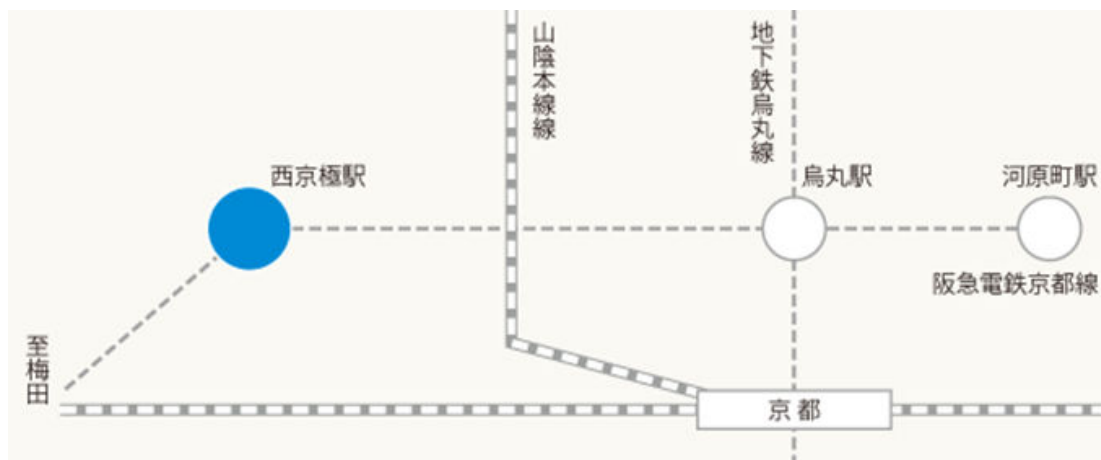 山陰本線線
地下鉄烏丸線
西京極駅
烏丸駅
河原町駅
阪急電鉄京都線
至梅田
京都